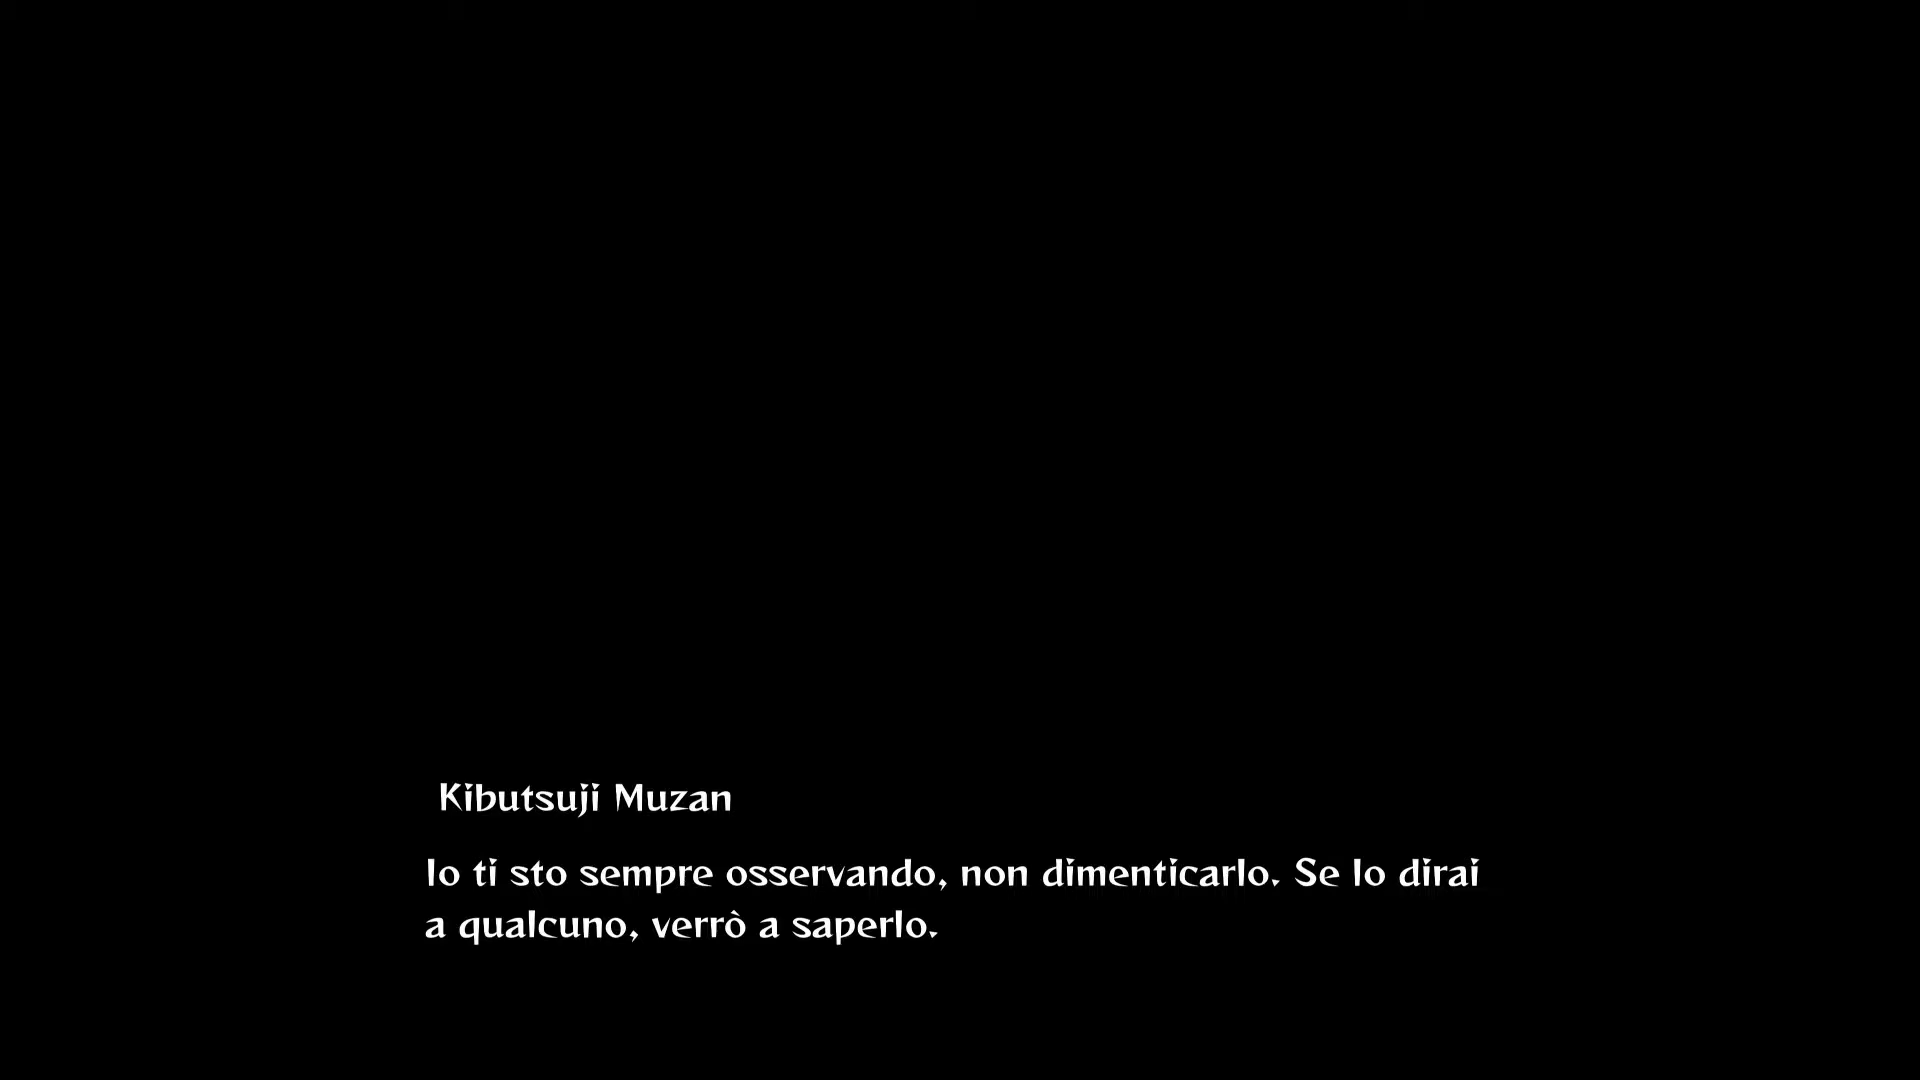 Kibutsuji Muzan
Io ti sto sempre osservando, non dimenticarlo. Se lo dirai
a qualcuno, verrò a saperlo.